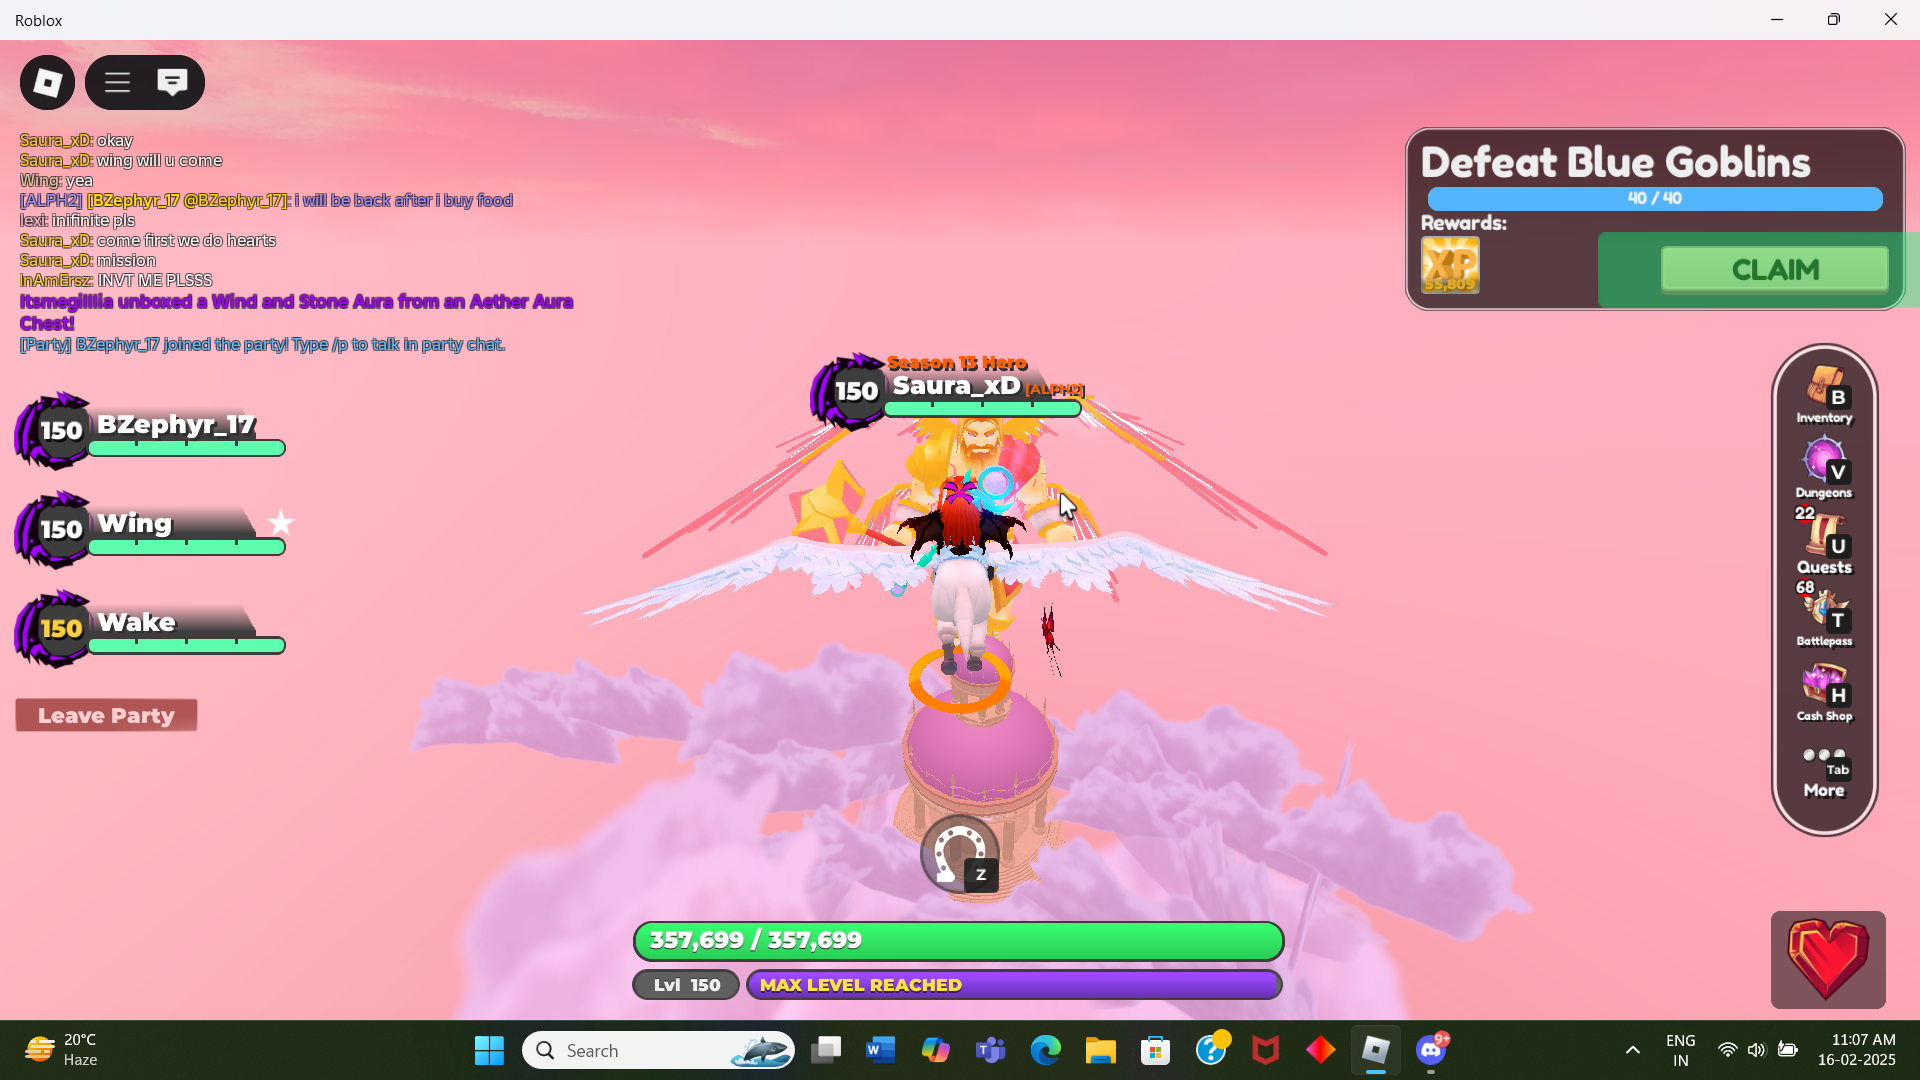 Roblox
Saura_xD: okay
Saura_xD: wing will u come
Wing: yea
[ALPH2] [BZephyr_17 @BZephyr_17]: i will be back after i buy food
lexi: inifinite pls
Saura_xD: come first we do hearts
Saura_xD: mission
InAmErsz: INVT ME PLSSS
unboxed a Wind and Stone Aura from an Aether Aura
Chest!
[Party] BZephyr_17 joined the party! Type /p to talk in party chat.
Defeat Blue Goblins
40 / 40
Rewards:
XP
55,809
CLAIM
Season 13 Hero
150 Saura_xD [ALPH2]
150 BZephyr_17
150 Wing
150 Wake
Leave Party
B
Inventory
V
Dungeons
22
U
Quests
68
T
Battlepass
H
Cash Shop
Tab
More
Z
357,699 / 357,699
Lvl 150
MAX LEVEL REACHED
20°C
Haze
Search
9+
ENG
IN
11:07 AM
16-02-2025